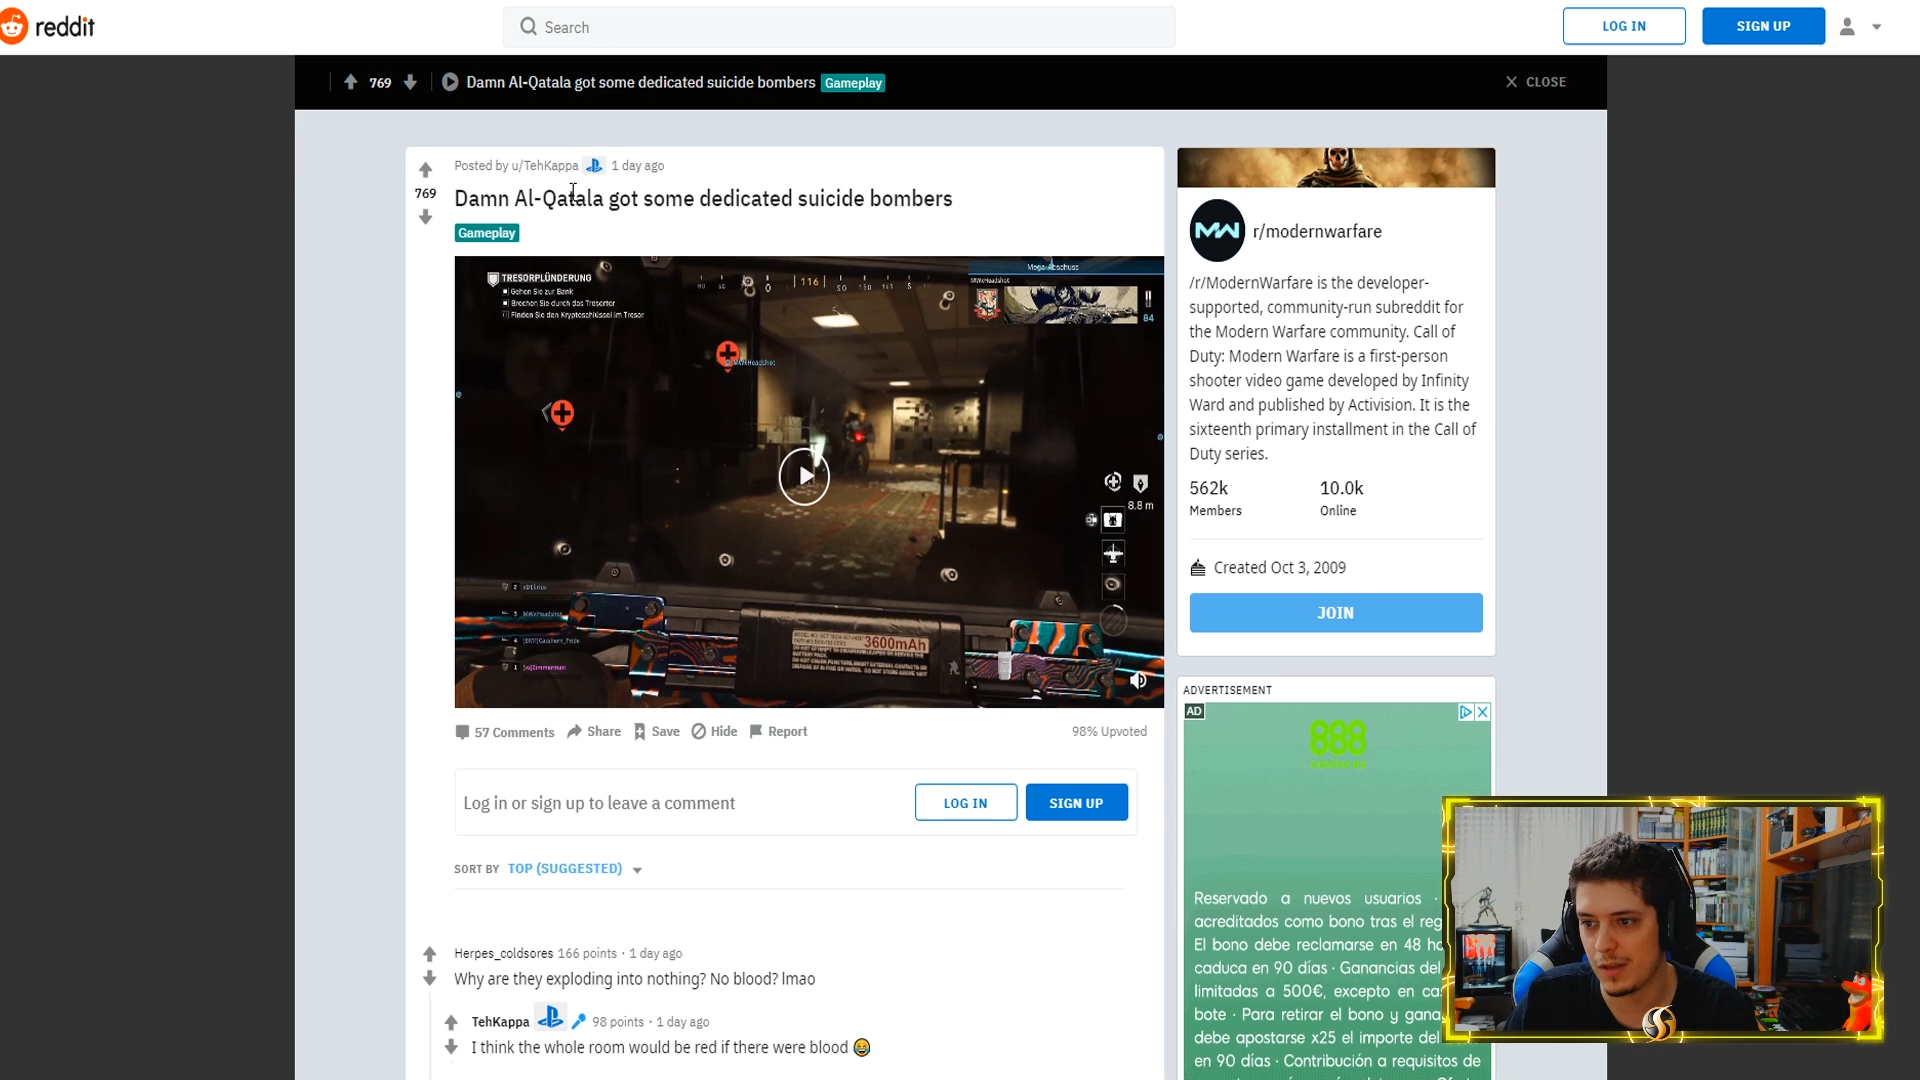 reddit
Search
LOG IN
SIGN UP
769
Damn Al-Qatala got some dedicated suicide bombers Gameplay
CLOSE
Posted by u/TehKappa 1 day ago
769
Damn Al-Qatala got some dedicated suicide bombers
Gameplay
TRESORPLÜNDERUNG
Gehen Sie zur Bank
Brechen Sie durch das Tresortor
Finden Sie den Kryptoschlüssel im Tresor
116
Mega-Abschuss
84
8.8 m
3600mAh
57 Comments
Share
Save
Hide
Report
98% Upvoted
Log in or sign up to leave a comment
LOG IN
SIGN UP
SORT BY TOP (SUGGESTED)
Herpes_coldsores 166 points · 1 day ago
Why are they exploding into nothing? No blood? lmao
TehKappa 98 points · 1 day ago
I think the whole room would be red if there were blood 😂
MW
r/modernwarfare
/r/ModernWarfare is the developer-
supported, community-run subreddit for
the Modern Warfare community. Call of
Duty: Modern Warfare is a first-person
shooter video game developed by Infinity
Ward and published by Activision. It is the
sixteenth primary installment in the Call of
Duty series.
562k
Members
10.0k
Online
Created Oct 3, 2009
JOIN
ADVERTISEMENT
AD
888
Reservado a nuevos usuarios ·
acreditados como bono tras el reg
El bono debe reclamarse en 48 ho
caduca en 90 días · Ganancias del
limitadas a 500€, excepto en ca
bote · Para retirar el bono y gana
debe apostarse x25 el importe del
en 90 días · Contribución a requisitos de